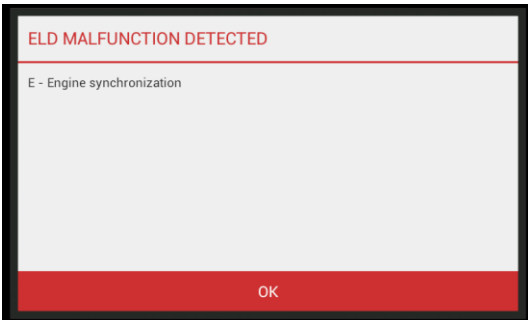 ELD MALFUNCTION DETECTED
E - Engine synchronization
OK